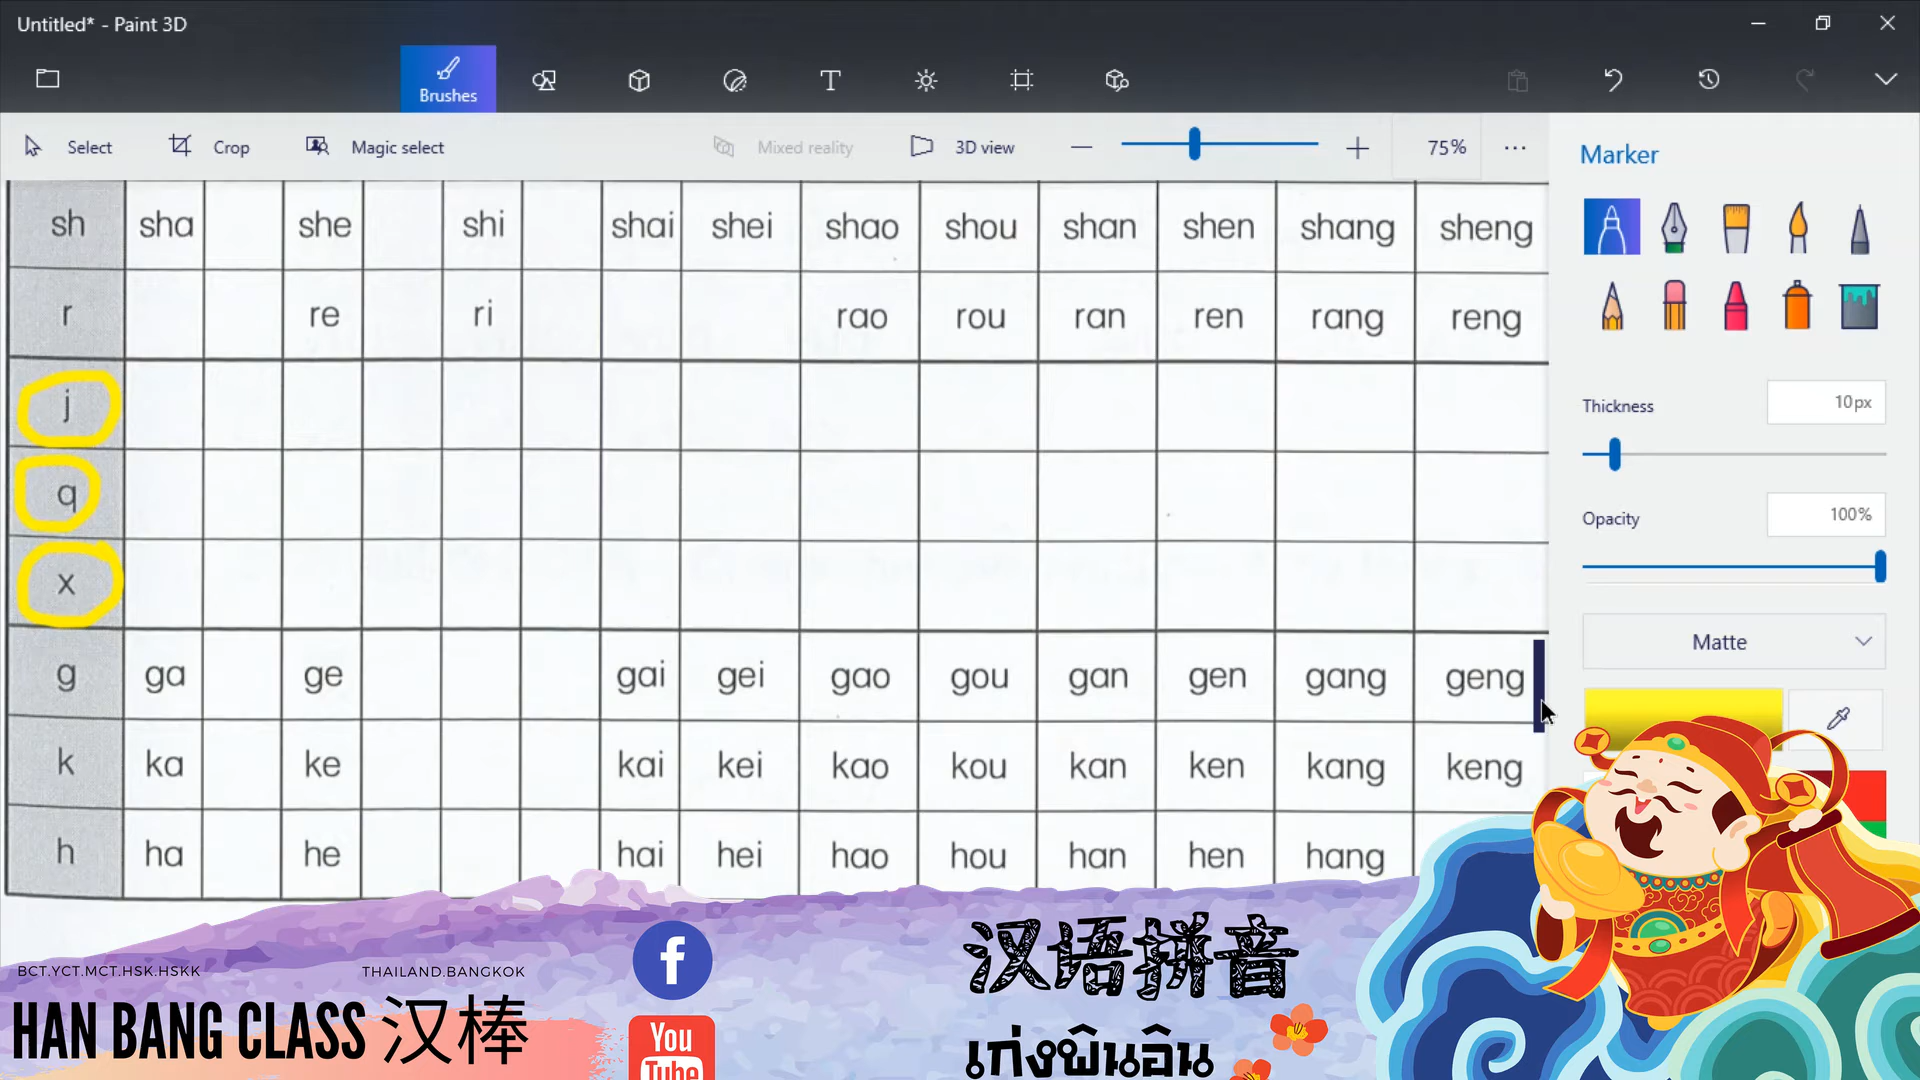 Untitled* - Paint 3D
Brushes
T
Select Crop Magic select Mixed reality 3D view 75%
Marker
sh sha she shi shai shei shao shou shan shen shang sheng
r re ri rao rou ran ren rang reng
j
q
x
g ga ge gai gei gao gou gan gen gang geng
k ka ke kai kei kao kou kan ken kang keng
h ha he hai hei hao hou han hen hang
Thickness 10px
Opacity 100%
Matte
BCT.YCT.MCT.HSK.HSKK THAILAND.BANGKOK
HAN BANG CLASS 汉棒
f
You
Tube
汉语拼音
เก่งพินอิน